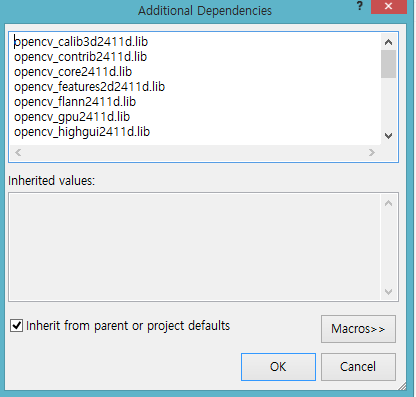 Additional Dependencies
?
opencv_calib3d2411d.lib
opencv_contrib2411d.lib
opencv_core2411d.lib
opencv_features2d2411d.lib
opencv_flann2411d.lib
opencv_gpu2411d.lib
opencv_highgui2411d.lib
Inherited values:
Inherit from parent or project defaults
Macros>>
OK
Cancel